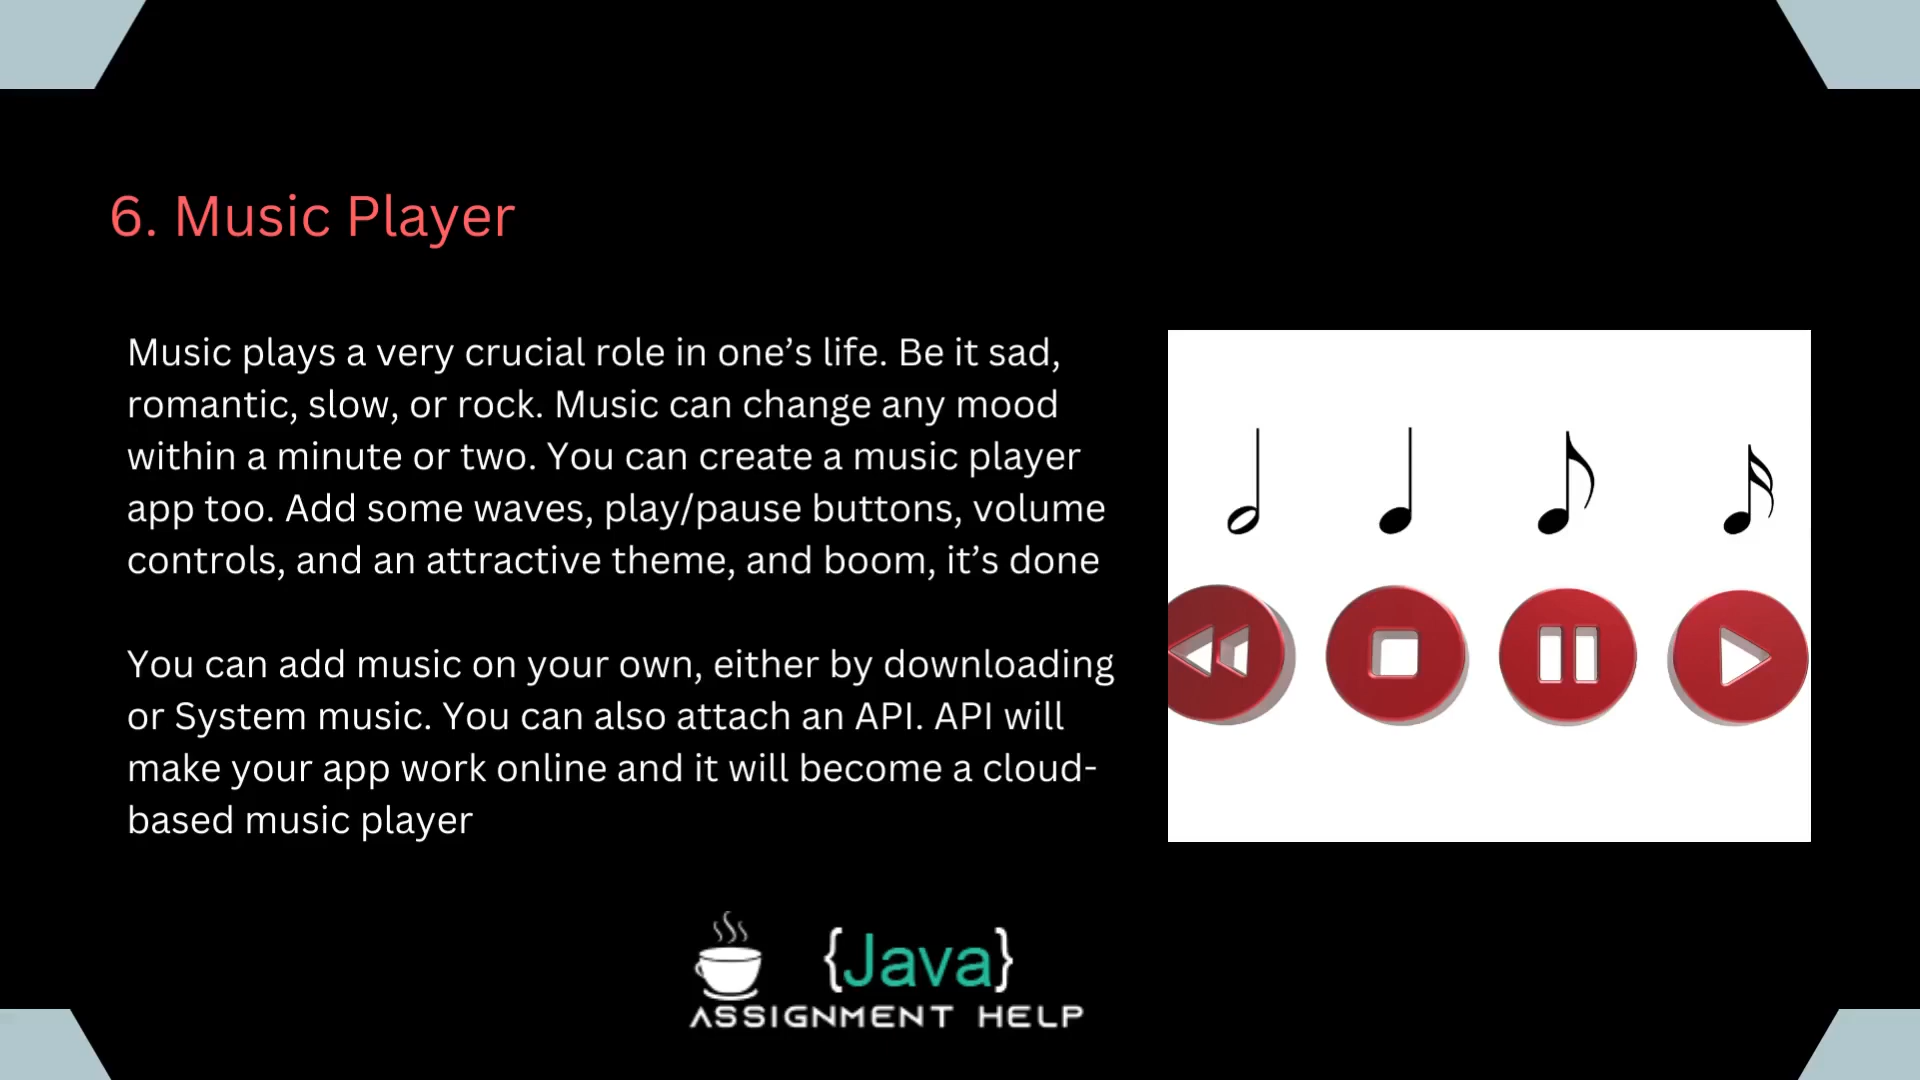 6. Music Player
Music plays a very crucial role in one’s life. Be it sad,
romantic, slow, or rock. Music can change any mood
within a minute or two. You can create a music player
app too. Add some waves, play/pause buttons, volume
controls, and an attractive theme, and boom, it’s done
You can add music on your own, either by downloading
or System music. You can also attach an API. API will
make your app work online and it will become a cloud-
based music player
{Java}
ASSIGNMENT HELP